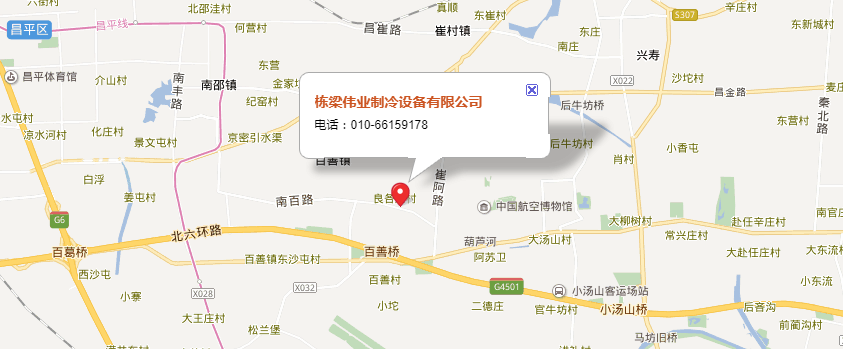 六街村
北邵洼村
真顺
东崔村
S307
辛庄村
昌平区
昌平线
何营村
昌崔路
崔村镇
东庄
东新城村
南庄
兴寿
昌平体育馆
介山村
南丰路
南邵镇
东营
金家坟
X022
沙坨村
昌金路
麦庄
纪窑村
栋梁伟业制冷设备有限公司
电话：010-66159178
后牛坊桥
秦北路
水屯村
化庄村
东营村
凉水河村
景文屯村
京密引水渠
后牛坊村
小香屯
百善镇
肖村
白浮
姜屯村
南百路
崔阿路
中国航空博物馆
G6
大柳树村
赴任庄村
南官庄
北六环路
常兴庄村
百葛桥
百善桥
葫芦河
大汤山村
大赴任庄村
大东流村
百善镇东沙屯村
阿苏卫
西沙屯
百善村
小汤山客运场站
小东流
小寨
X028
X032
G4501
小坨
二德庄
官牛坊村
小汤山桥
后蔺沟
大王庄村
前蔺沟村
松兰堡
马坊旧桥